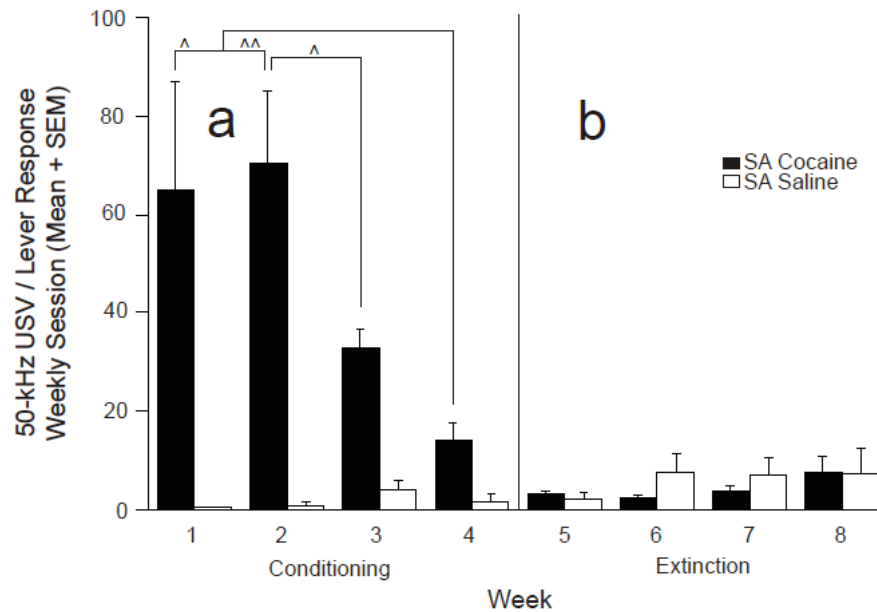 100
80
60
40
20
0
50-kHz USV / Lever Response
Weekly Session (Mean + SEM)
^
^^
^
a
b
SA Cocaine
SA Saline
1 2 3 4 5 6 7 8
Conditioning Extinction
Week